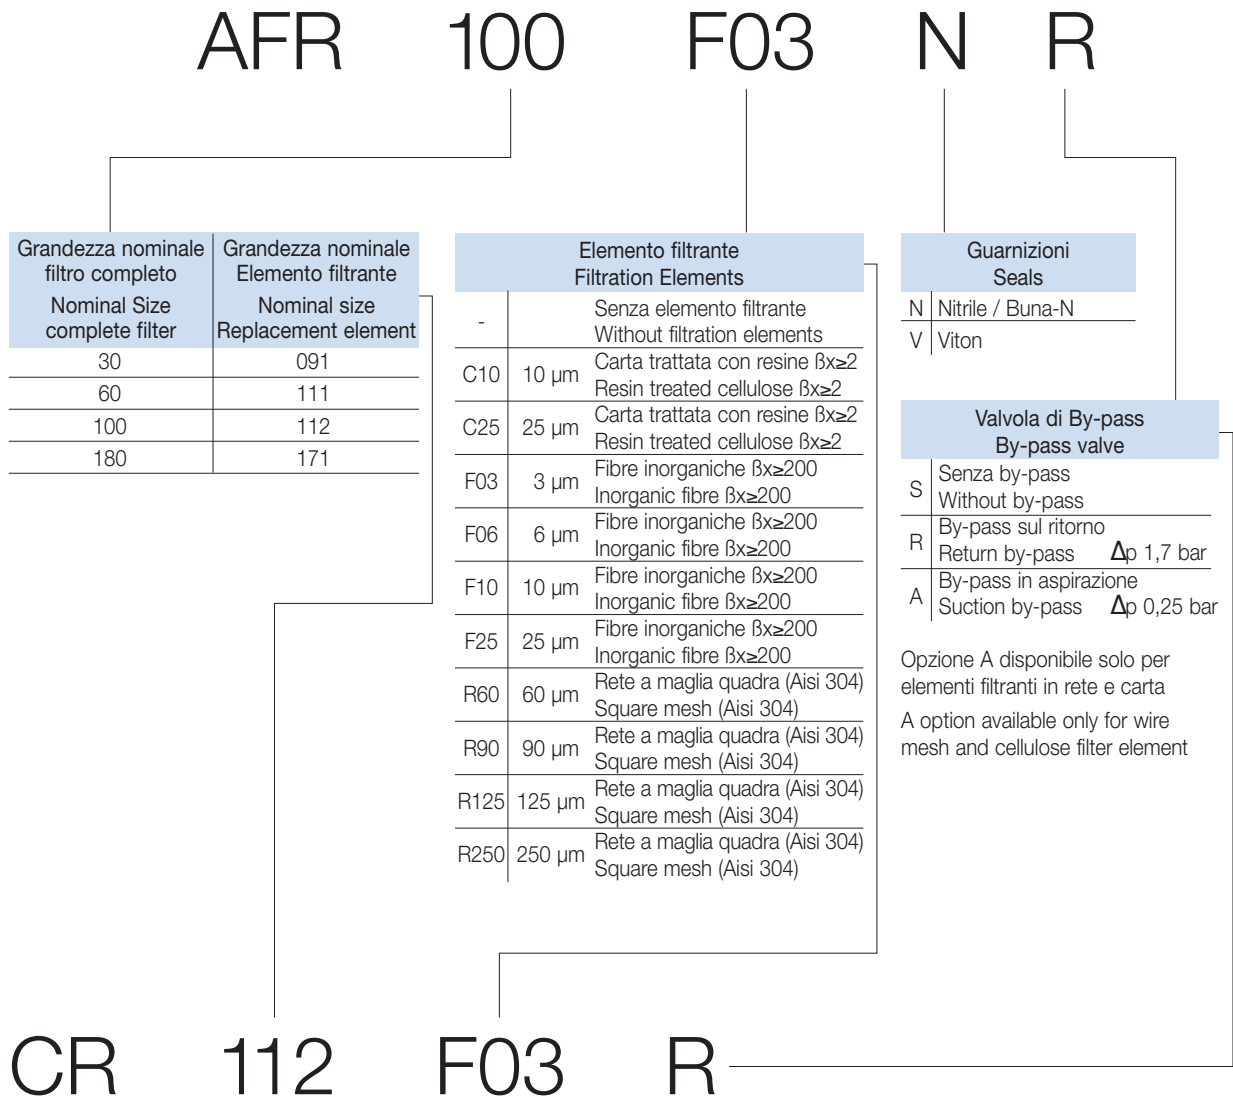 AFR 100 F03 N R
Grandezza nominale
filtro completo
Nominal Size
complete filter
Grandezza nominale
Elemento filtrante
Nominal size
Replacement element
30 091
60 111
100 112
180 171
Elemento filtrante
Filtration Elements
- Senza elemento filtrante
Without filtration elements
C10 10 µm Carta trattata con resine ßx≥2
Resin treated cellulose ßx≥2
C25 25 µm Carta trattata con resine ßx≥2
Resin treated cellulose ßx≥2
F03 3 µm Fibre inorganiche ßx≥200
Inorganic fibre ßx≥200
F06 6 µm Fibre inorganiche ßx≥200
Inorganic fibre ßx≥200
F10 10 µm Fibre inorganiche ßx≥200
Inorganic fibre ßx≥200
F25 25 µm Fibre inorganiche ßx≥200
Inorganic fibre ßx≥200
R60 60 µm Rete a maglia quadra (Aisi 304)
Square mesh (Aisi 304)
R90 90 µm Rete a maglia quadra (Aisi 304)
Square mesh (Aisi 304)
R125 125 µm Rete a maglia quadra (Aisi 304)
Square mesh (Aisi 304)
R250 250 µm Rete a maglia quadra (Aisi 304)
Square mesh (Aisi 304)
Guarnizioni
Seals
N Nitrile / Buna-N
V Viton
Valvola di By-pass
By-pass valve
S Senza by-pass
Without by-pass
R By-pass sul ritorno
Return by-pass Δp 1,7 bar
A By-pass in aspirazione
Suction by-pass Δp 0,25 bar
Opzione A disponibile solo per
elementi filtranti in rete e carta
A option available only for wire
mesh and cellulose filter element
CR 112 F03 R